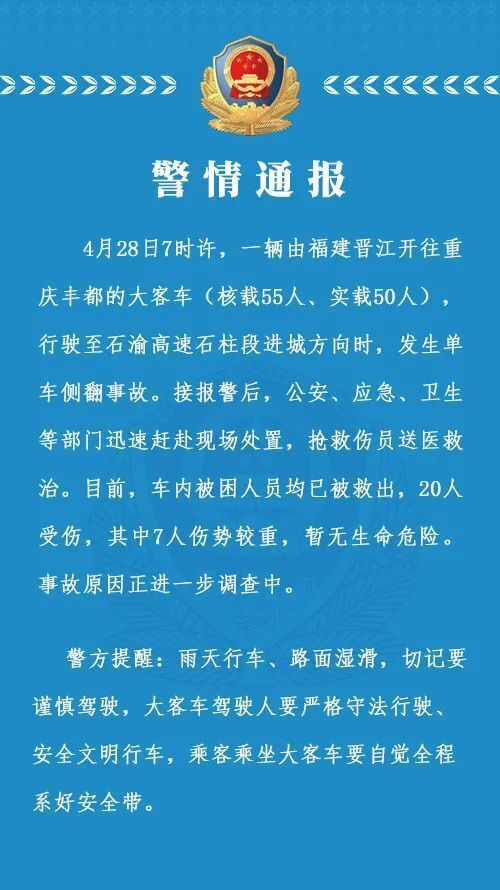 警情通报
4月28日7时许，一辆由福建晋江开往重
庆丰都的大客车（核载55人、实载50人），
行驶至石渝高速石柱段进城方向时，发生单
车侧翻事故。接报警后，公安、应急、卫生
等部门迅速赶赴现场处置，抢救伤员送医救
治。目前，车内被困人员均已被救出，20人
受伤，其中7人伤势较重，暂无生命危险。
事故原因正进一步调查中。
警方提醒：雨天行车、路面湿滑，切记要
谨慎驾驶，大客车驾驶人要严格守法行驶、
安全文明行车，乘客乘坐大客车要自觉全程
系好安全带。